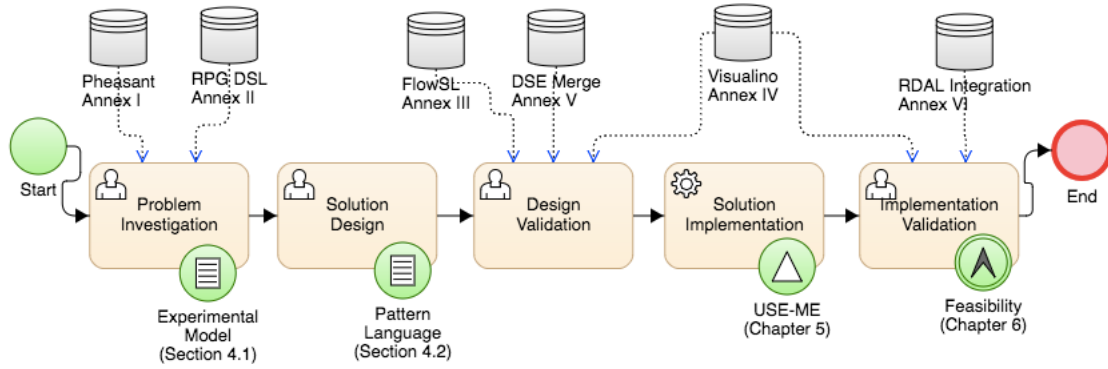 Pheasant
Annex I
RPG DSL
Annex II
FlowSL
Annex III
DSE Merge
Annex V
Visualino
Annex IV
RDAL Integration
Annex VI
Start
Problem
Investigation
Solution
Design
Design
Validation
Solution
Implementation
Implementation
Validation
End
Experimental
Model
(Section 4.1)
Pattern
Language
(Section 4.2)
USE-ME
(Chapter 5)
Feasibility
(Chapter 6)